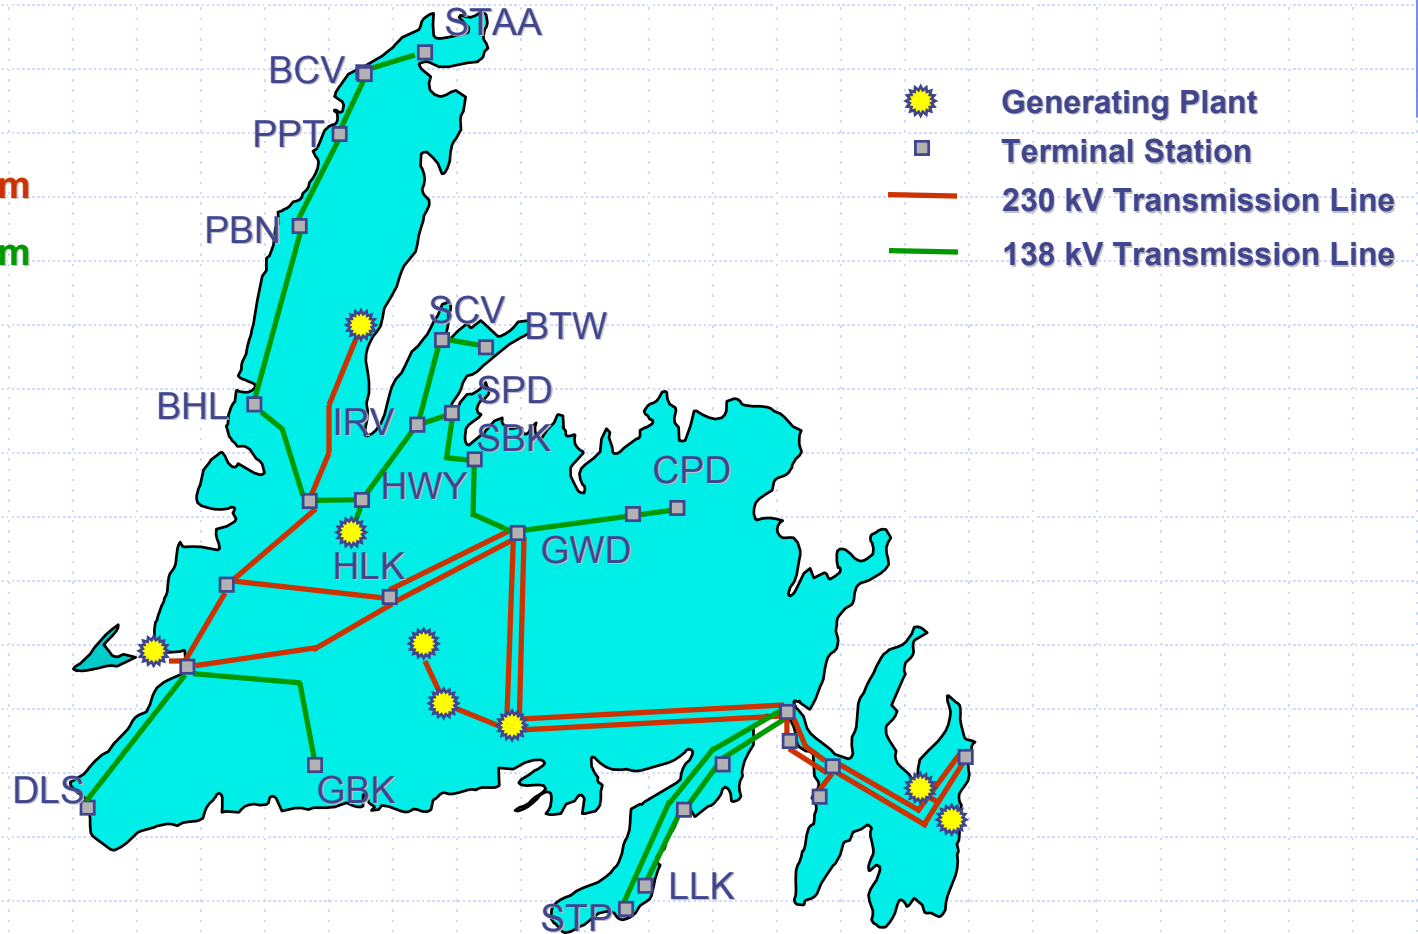 STAA
BCV
Generating Plant
PPT
Terminal Station
m
230 kV Transmission Line
PBN
m
138 kV Transmission Line
SCV
BTW
SPD
BHL
IRV
SBK
CPD
HWY
GWD
HLK
DLS
GBK
LLK
STP